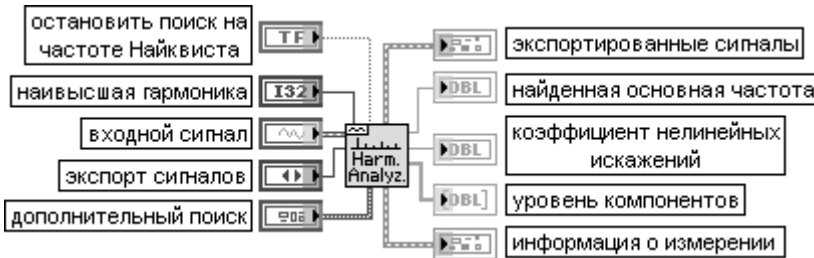 остановить поиск на
частоте Найквиста
TF
наивысшая гармоника
I32
входной сигнал
экспорт сигналов
дополнительный поиск
Harm.
Analyz.
экспортированные сигналы
DBL
найденная основная частота
DBL
коэффициент нелинейных
искажений
DBL]
уровень компонентов
информация о измерении